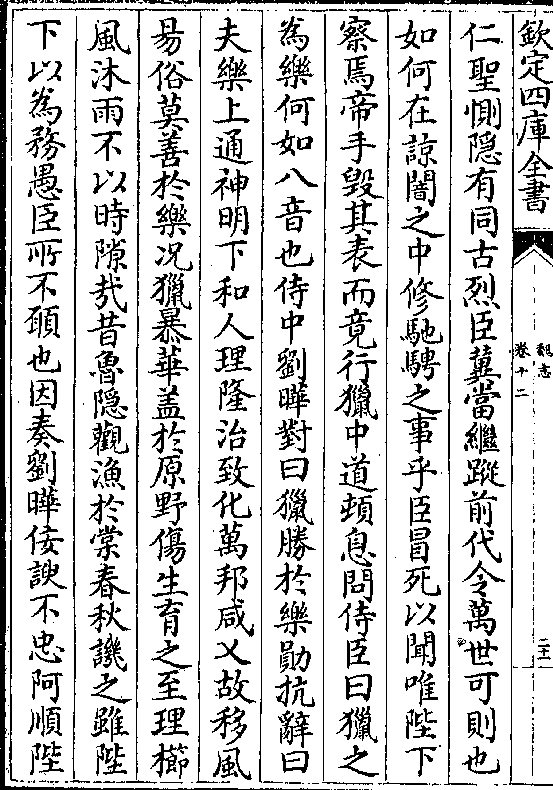 欽定四庫全書
魏志
卷十二
二十一
仁聖惻隐有同古烈臣冀當繼蹤前代令萬世可則也
如何在諒闇之中修馳騁之事乎臣冒死以聞唯陛下
察焉帝手毀其表而竟行獵中道頓息問侍臣曰獵之
為樂何如八音也侍中劉曄對曰獵勝於樂勛抗辭曰
夫樂上通神明下和人理隆治致化萬邦咸乂故移風
易俗莫善於樂况獵暴華盖於原野傷生育之至理櫛
風沐雨不以時隙㢤昔魯隐觀漁於棠春秋譏之雖陛
下以為務愚臣所不願也因奏劉曄佞諛不忠阿順陛